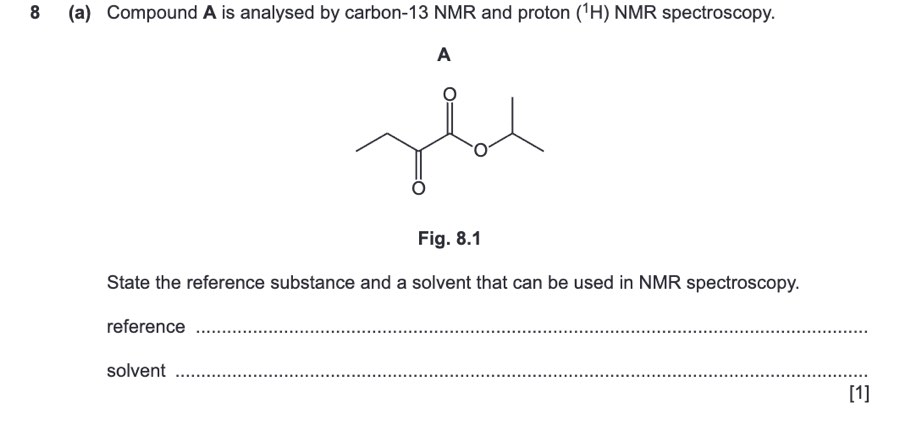 8 (a) Compound A is analysed by carbon-13 NMR and proton (¹H) NMR spectroscopy.
A
O
O
O
Fig. 8.1
State the reference substance and a solvent that can be used in NMR spectroscopy.
reference ........................................................................................................................
solvent ............................................................................................................................
[1]